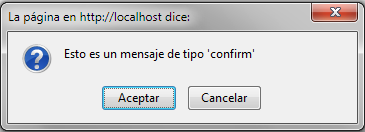 La página en http://localhost dice:
Esto es un mensaje de tipo 'confirm'
Aceptar Cancelar